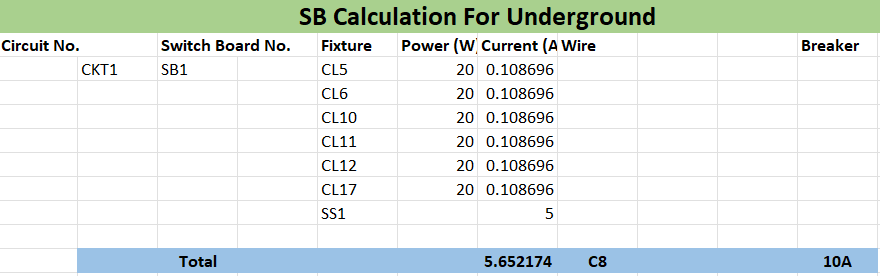 SB Calculation For Underground
Circuit No. Switch Board No. Fixture Power (W Current (A Wire Breaker
CKT1 SB1 CL5 20 0.108696
CL6 20 0.108696
CL10 20 0.108696
CL11 20 0.108696
CL12 20 0.108696
CL17 20 0.108696
SS1 5
Total 5.652174 C8 10A